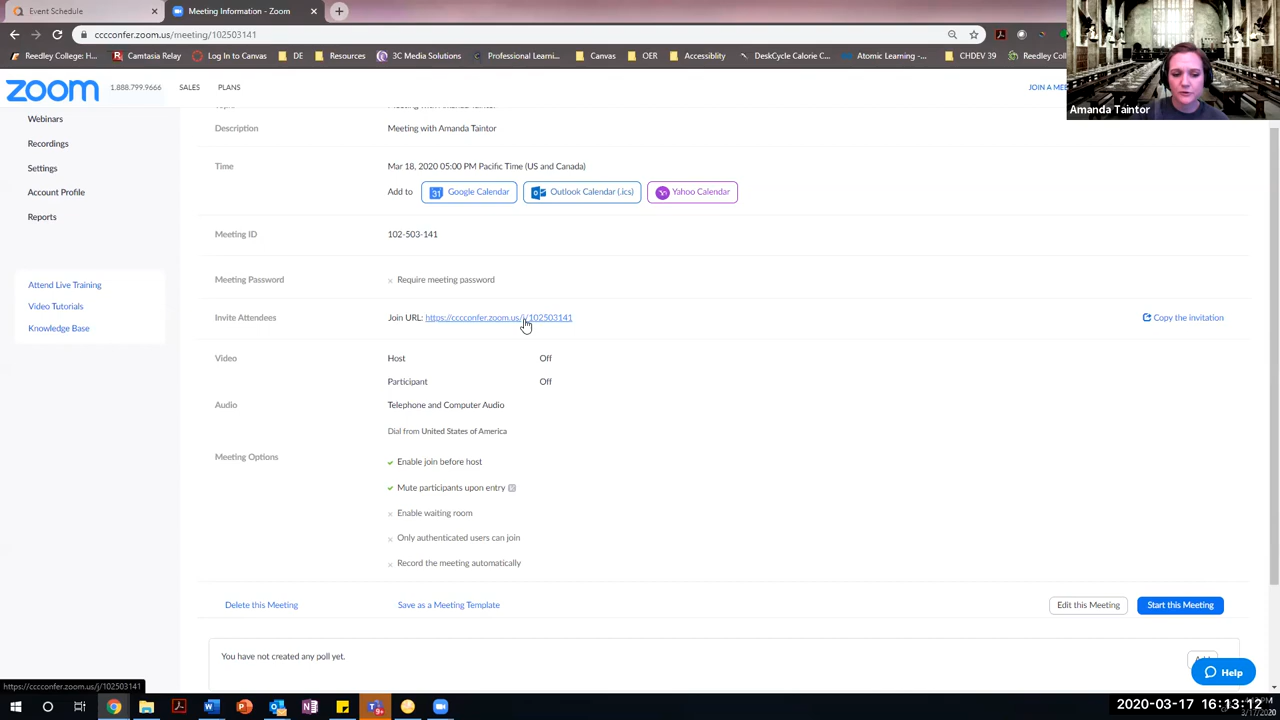 Event Schedule
Meeting Information - Zoom
cccconfer.zoom.us/meeting/102503141
Reedley College: H...
Camtasia Relay
Log In to Canvas
DE
Resources
3C Media Solutions
Professional Learni...
Canvas
OER
Accessiblity
DeskCycle Calorie C...
Atomic Learning -...
CHDEV 39
Reedley Coll
Amanda Taintor
zoom
1.888.799.9666
SALES
PLANS
JOIN A MEE
Webinars
Recordings
Settings
Account Profile
Reports
Attend Live Training
Video Tutorials
Knowledge Base
Description
Meeting with Amanda Taintor
Time
Mar 18, 2020 05:00 PM Pacific Time (US and Canada)
Add to
31 Google Calendar
Outlook Calendar (.ics)
Yahoo Calendar
Meeting ID
102-503-141
Meeting Password
Require meeting password
Invite Attendees
Join URL: https://cccconfer.zoom.us/j/102503141
Copy the invitation
Video
Host
Off
Participant
Off
Audio
Telephone and Computer Audio
Dial from United States of America
Meeting Options
Enable join before host
Mute participants upon entry
Enable waiting room
Only authenticated users can join
Record the meeting automatically
Delete this Meeting
Save as a Meeting Template
Edit this Meeting
Start this Meeting
You have not created any poll yet.
Help
https://cccconfer.zoom.us/j/102503141
2020-03-17 16:13:12
3/17/2020